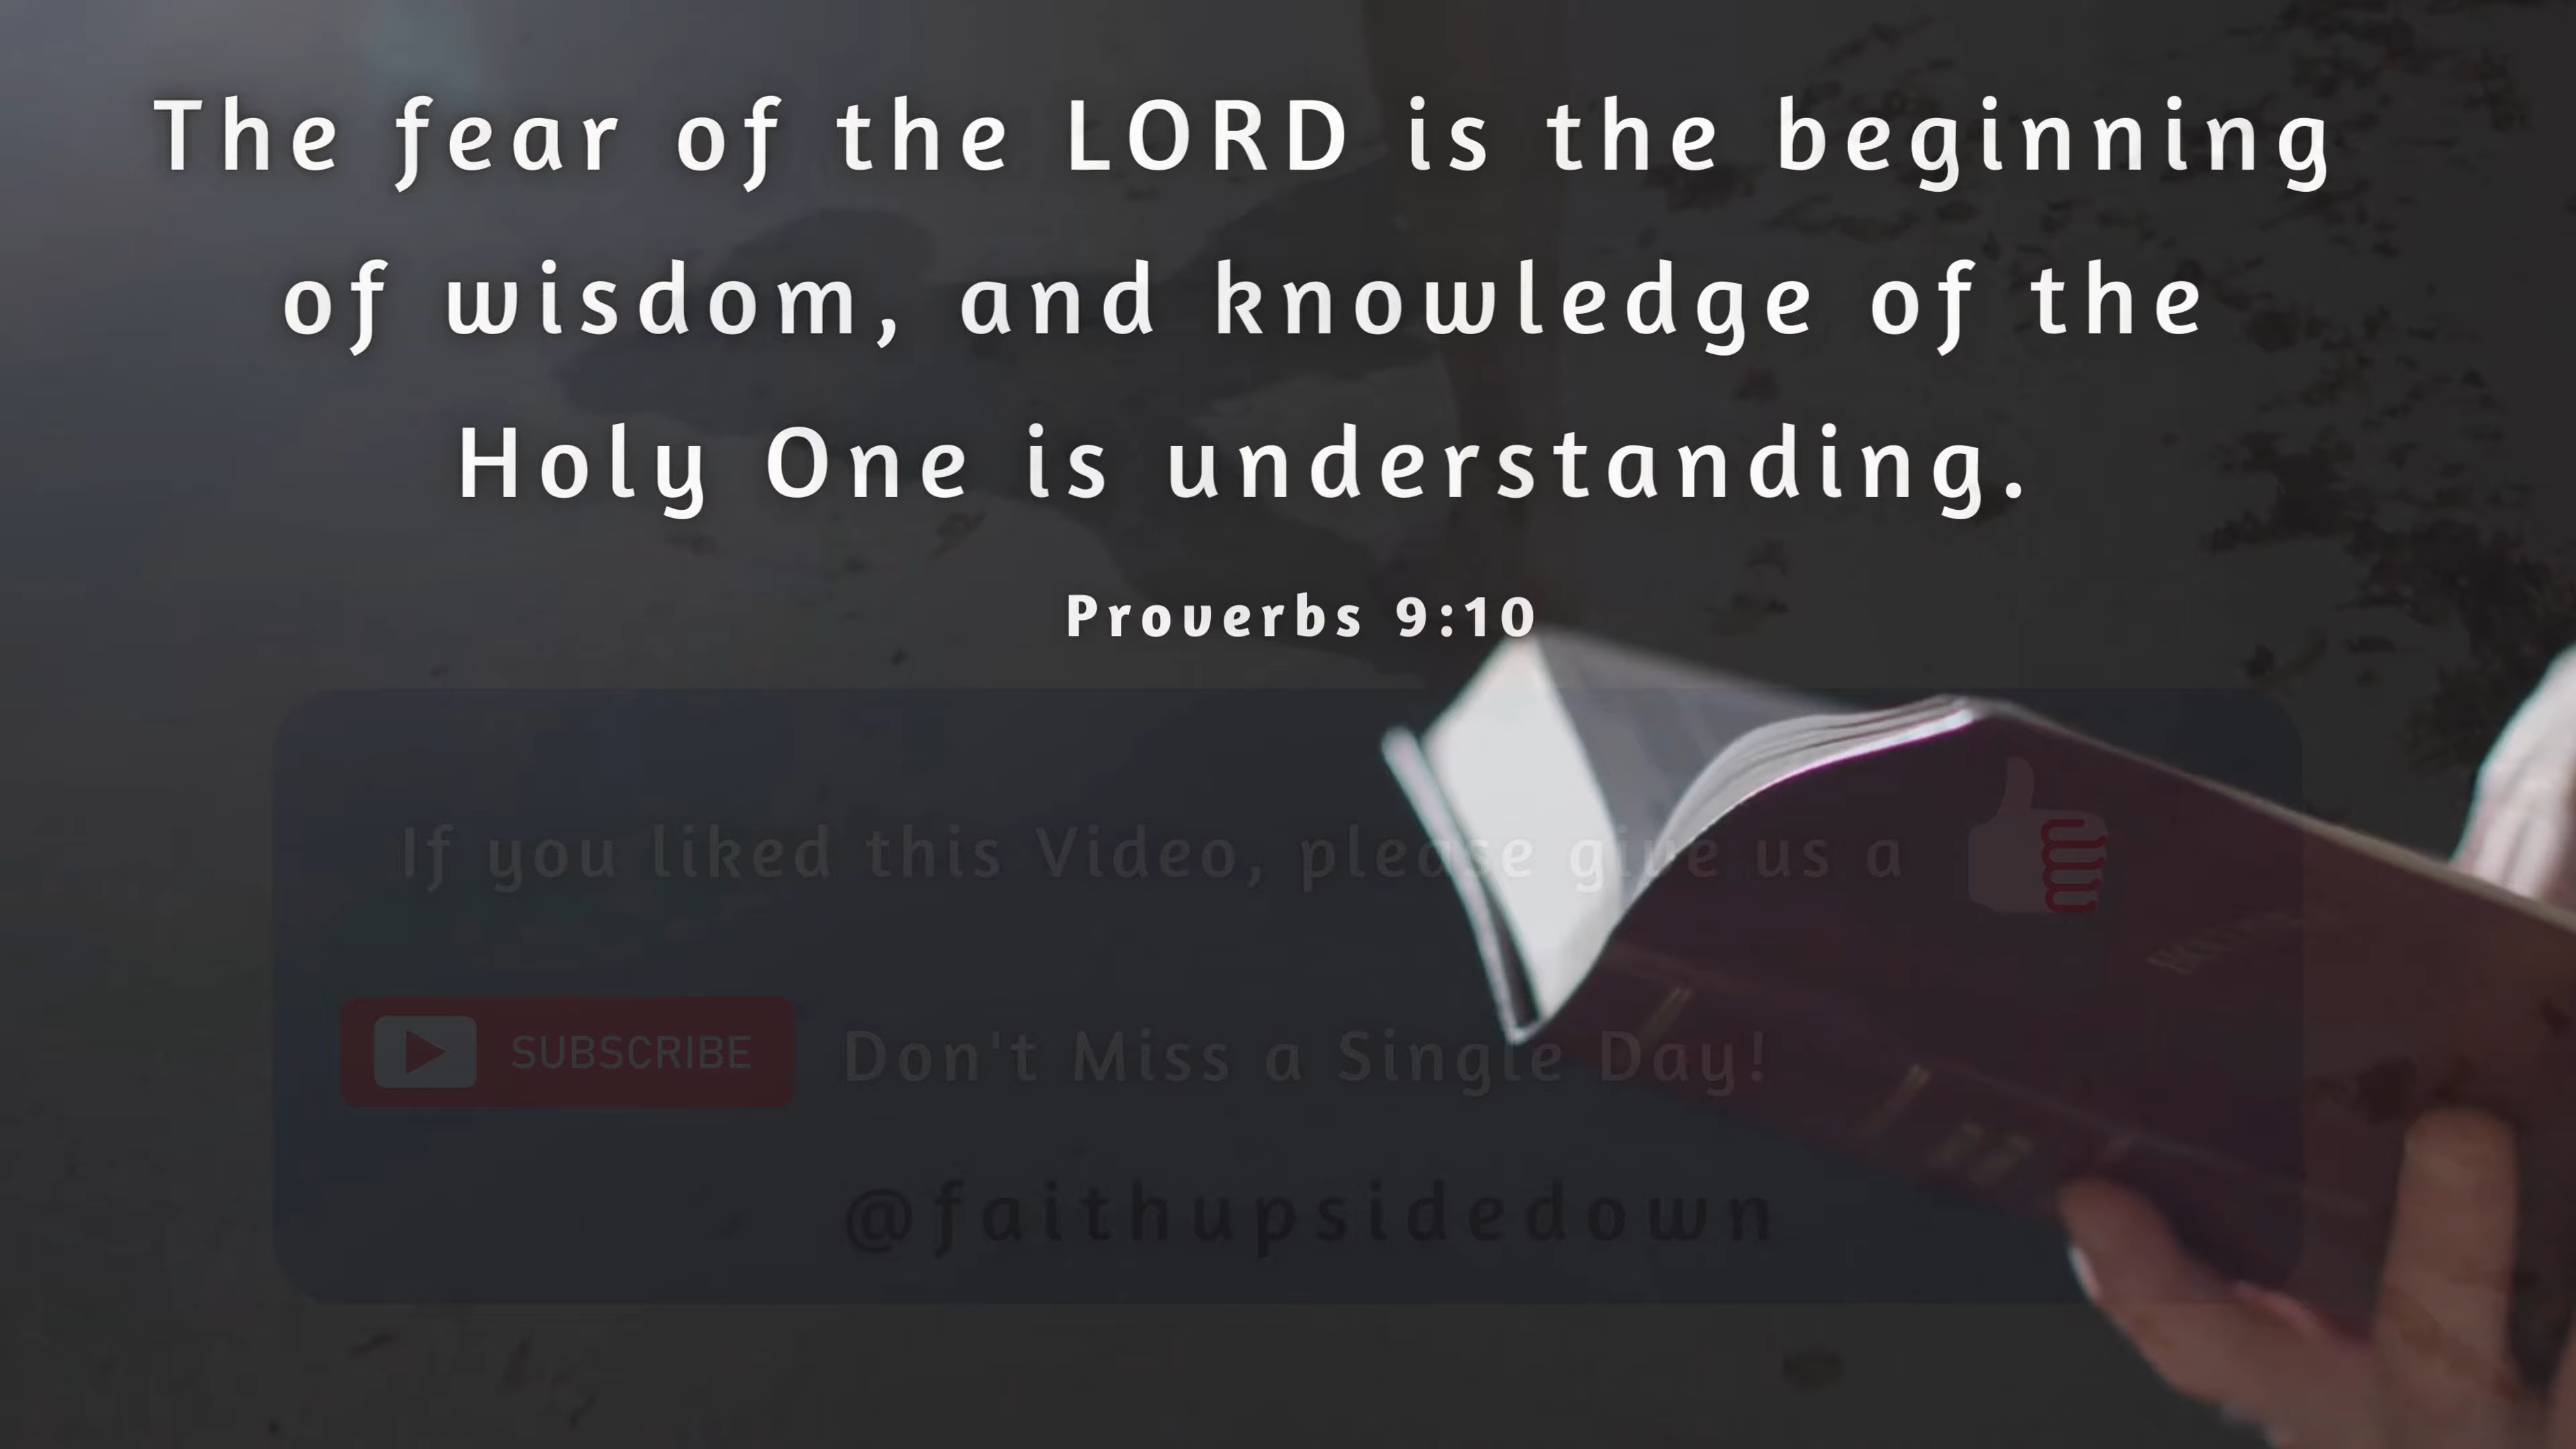 The fear of the LORD is the beginning
of wisdom, and knowledge of the
Holy One is understanding.
Proverbs 9:10
If you liked this Video, please give us a
SUBSCRIBE Don't Miss a Single Day!
@faithupsidedown